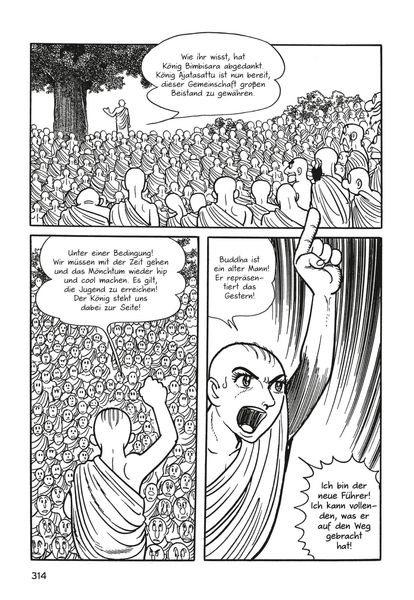 Wie ihr wisst, hat
König Bimbisara abgedankt.
König Ajatasattu ist nun bereit,
dieser Gemeinschaft großen
Beistand zu gewähren.
Unter einer Bedingung!
Wir müssen mit der Zeit gehen
und das Mönchtum wieder hip
und cool machen. Es gilt,
die Jugend zu erreichen!
Der König steht uns
dabei zur Seite!
Buddha ist
ein alter Mann!
Er repräsen-
tiert das
Gestern!
Ich bin der
neue Führer!
Ich kann vollen-
den, was er
auf den Weg
gebracht
hat!
314